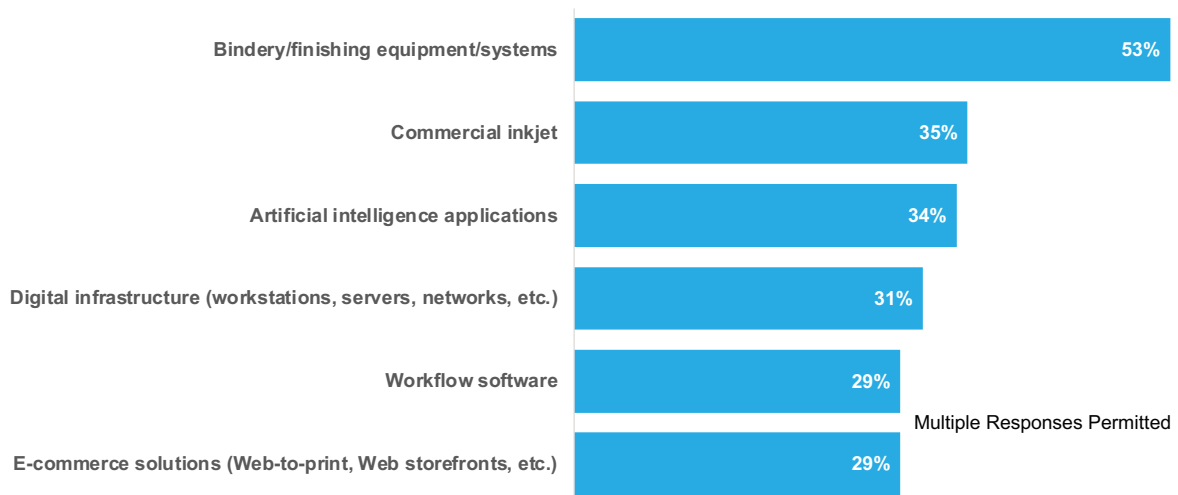 Bindery/finishing equipment/systems 53%
Commercial inkjet 35%
Artificial intelligence applications 34%
Digital infrastructure (workstations, servers, networks, etc.) 31%
Workflow software 29%
Multiple Responses Permitted
E-commerce solutions (Web-to-print, Web storefronts, etc.) 29%